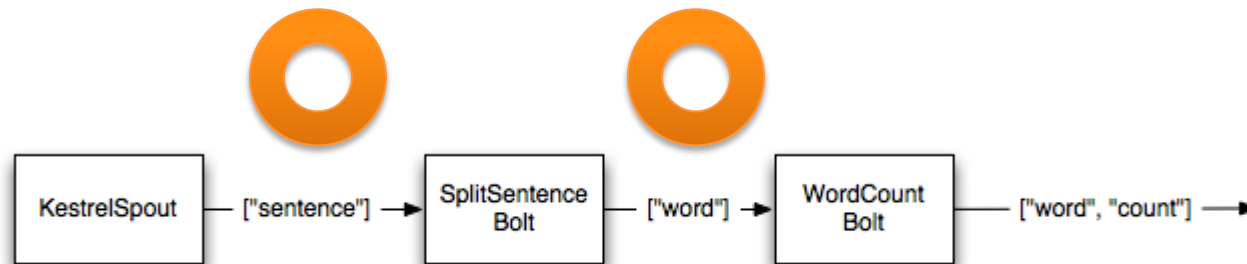 KestrelSpout
["sentence"]
SplitSentence
Bolt
["word"]
WordCount
Bolt
["word", "count"]